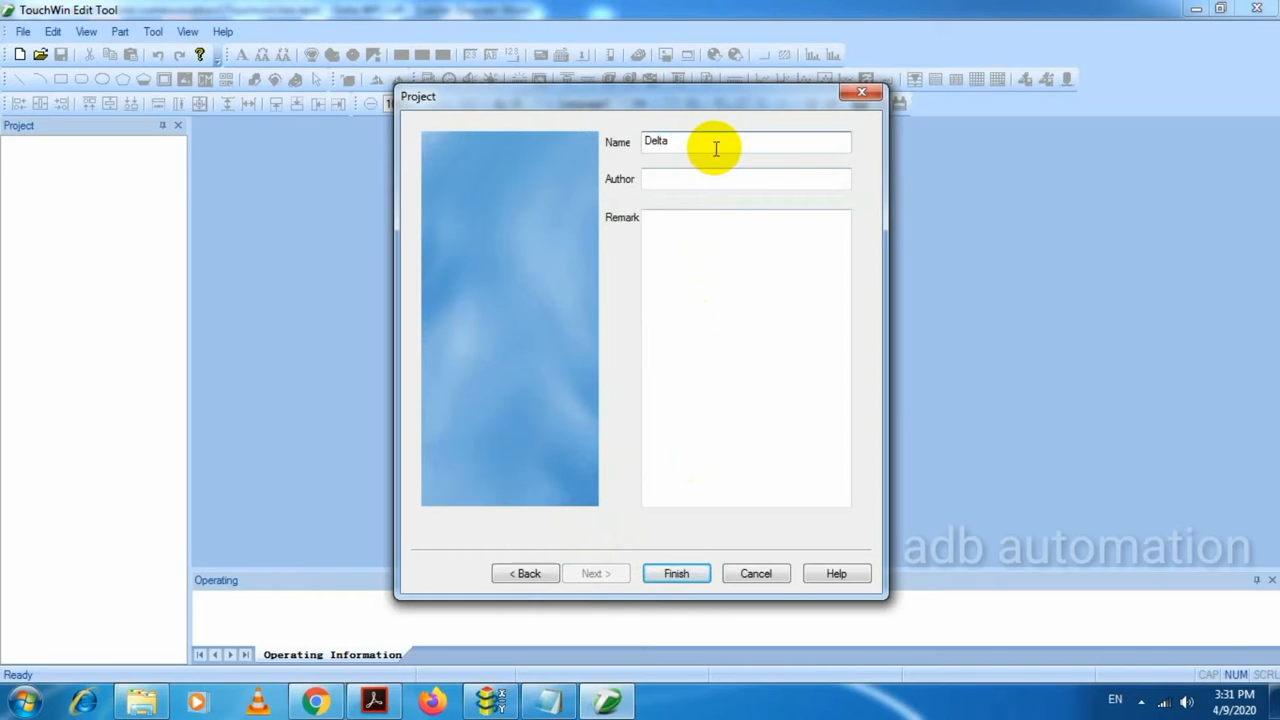 TouchWin Edit Tool
File Edit View Part Tool View Help
Project
Project
Name Delta
Author
Remark
< Back Next > Finish Cancel Help
adb automation
Operating
Operating Information
Ready
CAP NUM SCRL
EN
3:31 PM
4/9/2020